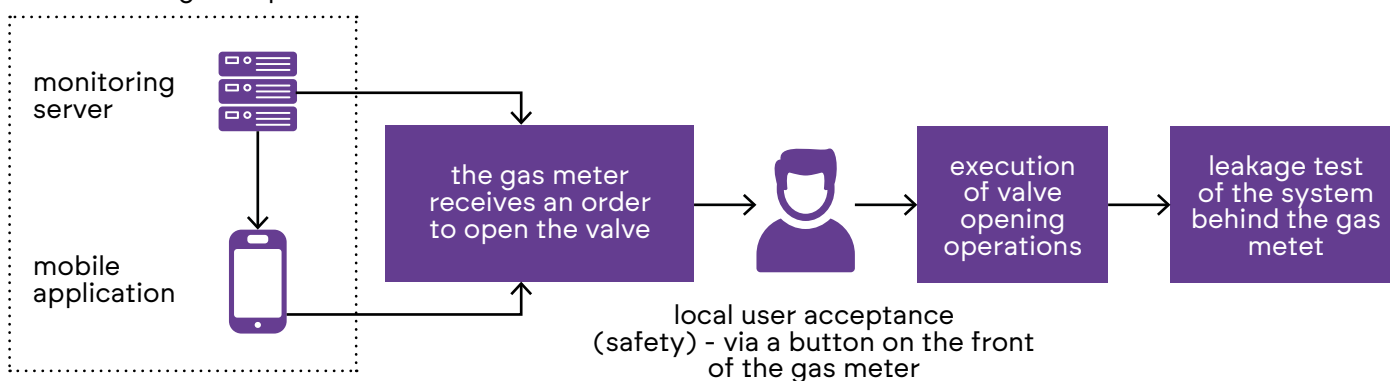 monitoring
server
mobile
application
the gas meter
receives an order
to open the valve
local user acceptance
(safety) - via a button on the front
of the gas meter
execution
of valve
opening
operations
leakage test
of the system
behind the gas
metet